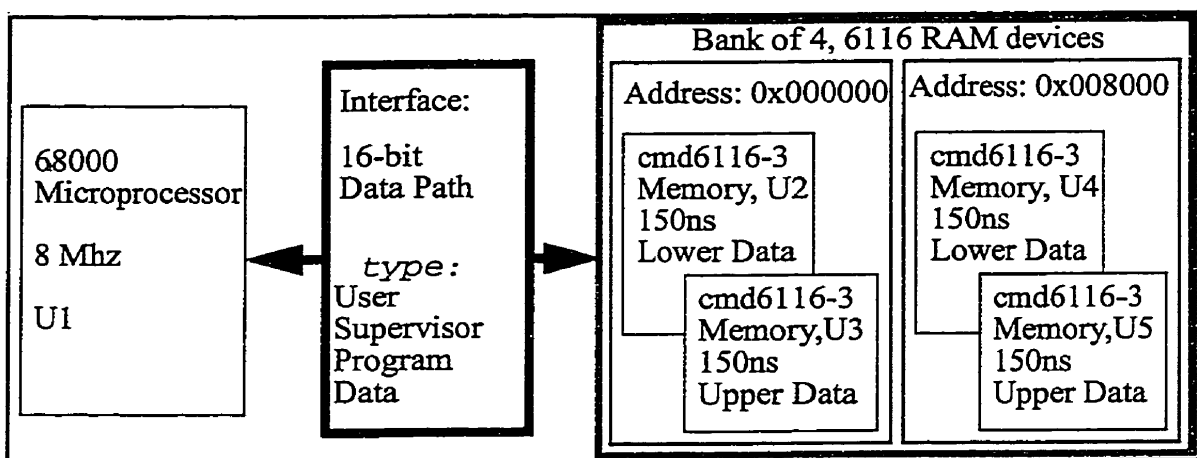 68000
Microprocessor
8 Mhz
U1
Interface:
16-bit
Data Path
type:
User
Supervisor
Program
Data
Bank of 4, 6116 RAM devices
Address: 0x000000
cmd6116-3
Memory, U2
150ns
Lower Data
cmd6116-3
Memory,U3
150ns
Upper Data
Address: 0x008000
cmd6116-3
Memory, U4
150ns
Lower Data
cmd6116-3
Memory,U5
150ns
Upper Data